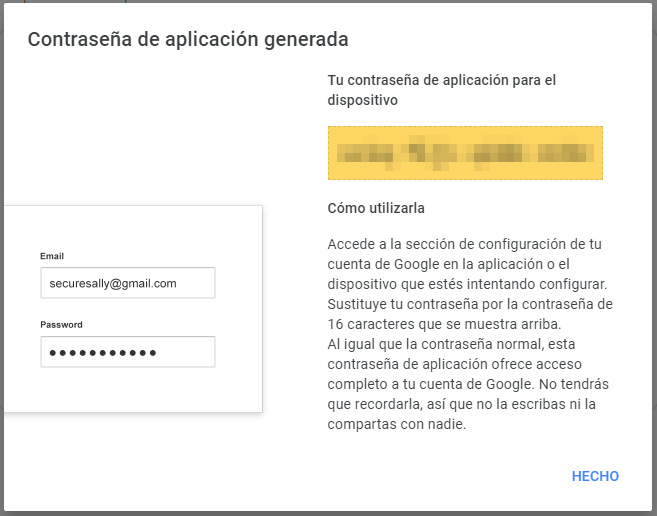 Contraseña de aplicación generada
Tu contraseña de aplicación para el
dispositivo
Email
securesally@gmail.com
Password
Cómo utilizarla
Accede a la sección de configuración de tu
cuenta de Google en la aplicación o el
dispositivo que estés intentando configurar.
Sustituye tu contraseña por la contraseña de
16 caracteres que se muestra arriba.
Al igual que la contraseña normal, esta
contraseña de aplicación ofrece acceso
completo a tu cuenta de Google. No tendrás
que recordarla, así que no la escribas ni la
compartas con nadie.
HECHO